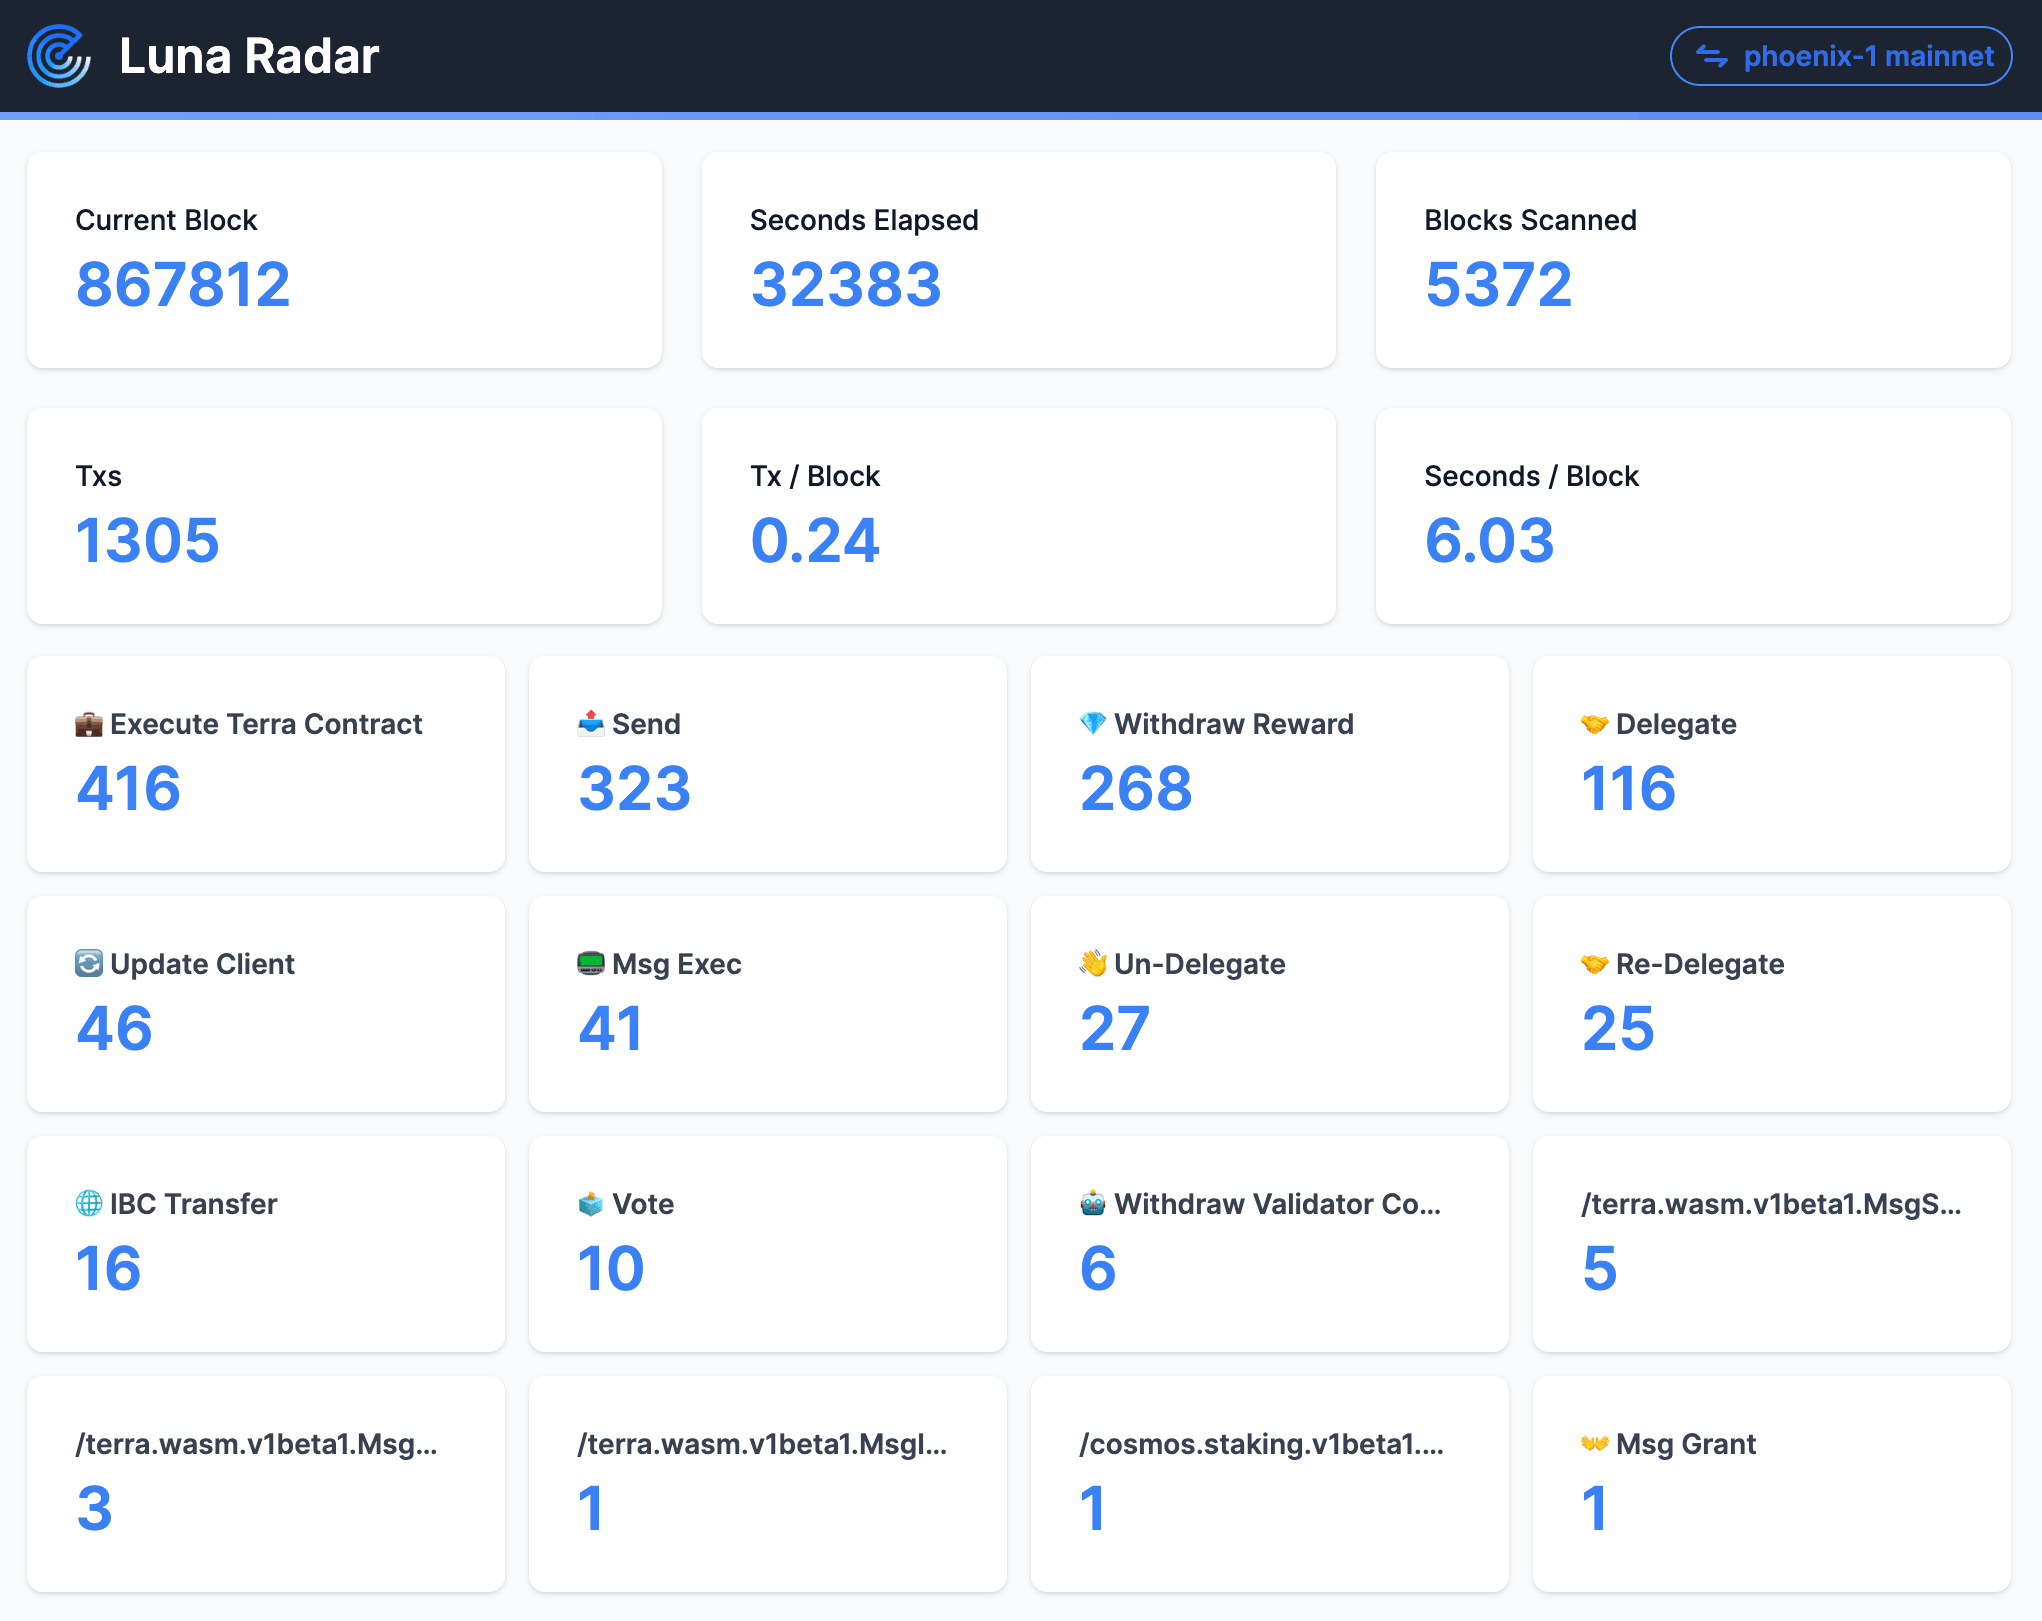 Luna Radar
phoenix-1 mainnet
Current Block
867812
Seconds Elapsed
32383
Blocks Scanned
5372
Txs
1305
Tx / Block
0.24
Seconds / Block
6.03
Execute Terra Contract
416
Send
323
Withdraw Reward
268
Delegate
116
Update Client
46
Msg Exec
41
Un-Delegate
27
Re-Delegate
25
IBC Transfer
16
Vote
10
Withdraw Validator Co...
6
/terra.wasm.v1beta1.MsgS...
5
/terra.wasm.v1beta1.Msg...
3
/terra.wasm.v1beta1.MsgI...
1
/cosmos.staking.v1beta1....
1
Msg Grant
1